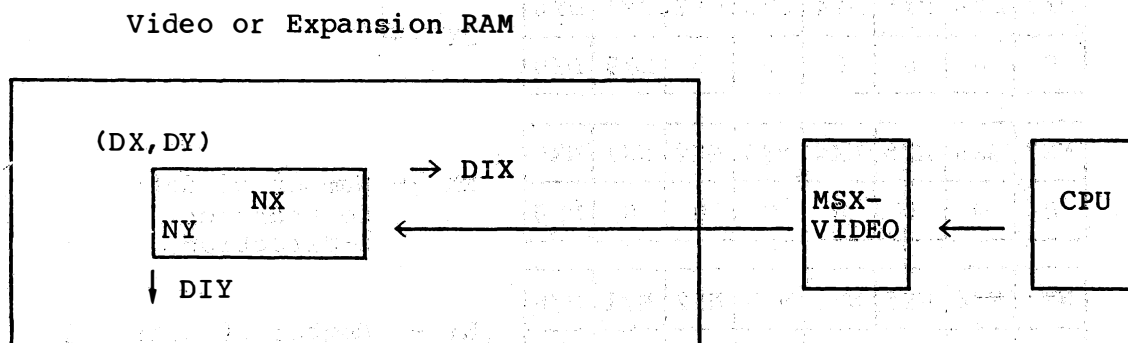 Video or Expansion RAM
(DX,DY)
→ DIX
NX
NY
MSX-
VIDEO
CPU
↓ DIY